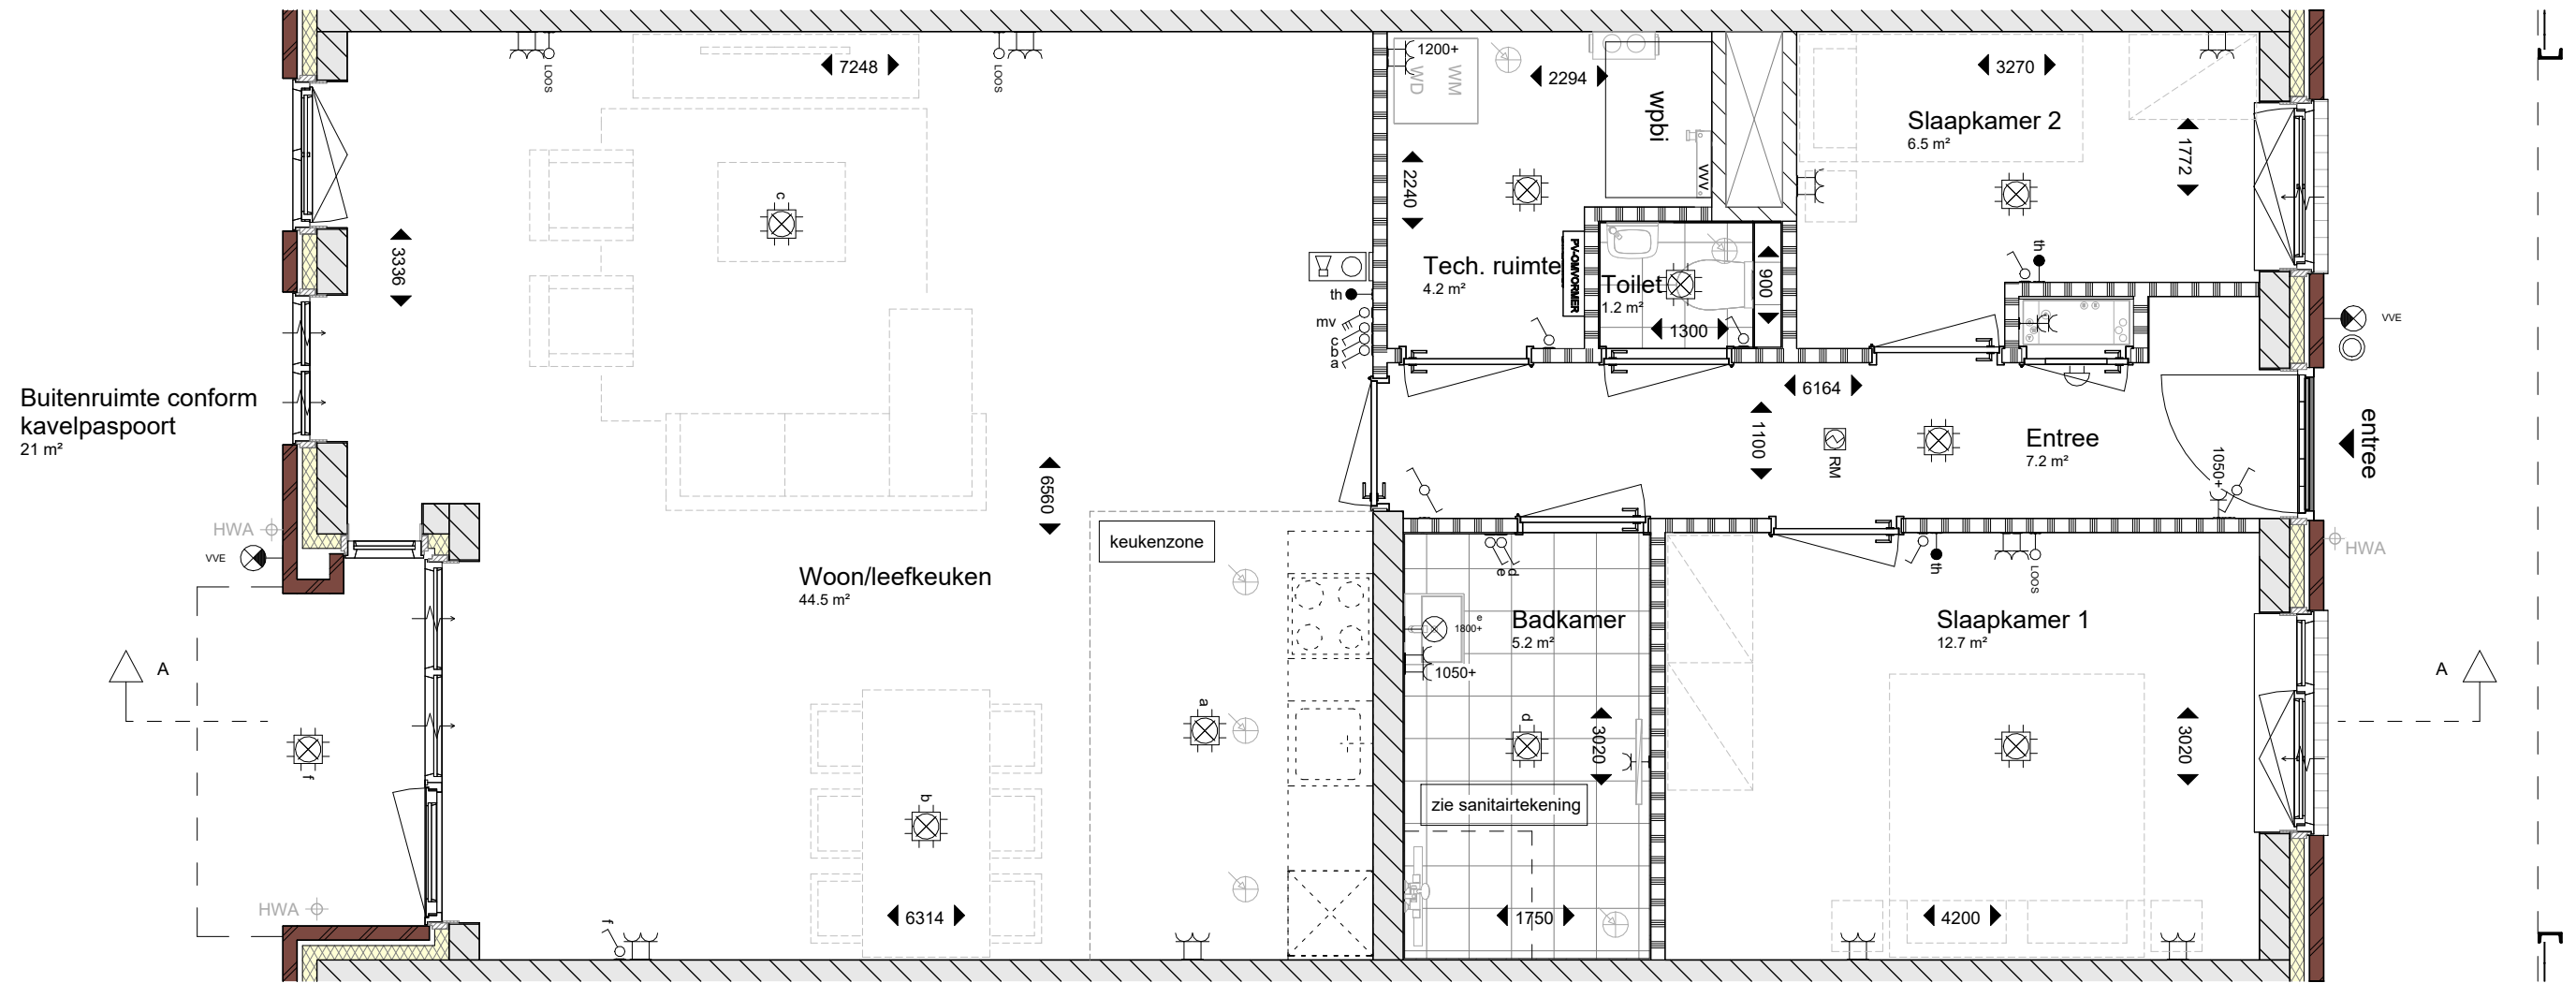 Buitenruimte conform
kavelpaspoort
21 m²
HWA
VVE
A
f
HWA
LOOS
7248
LOOS
c
3336
6560
Woon/leefkeuken
44.5 m²
keukenzone
a
b
6314
f
th
mv
c
b
a
1200+
WD
WM
2294
wpbi
VVV
2240
Tech. ruimte
4.2 m²
PV-OMVORMER
Toilet
1.2 m²
900
1300
3270
Slaapkamer 2
6.5 m²
1772
th
VVE
6164
1100
RM
Entree
7.2 m²
1050+
entree
HWA
e
d
Badkamer
5.2 m²
e
1800+
1050+
d
3020
zie sanitairtekening
1750
th
LOOS
Slaapkamer 1
12.7 m²
3020
4200
A